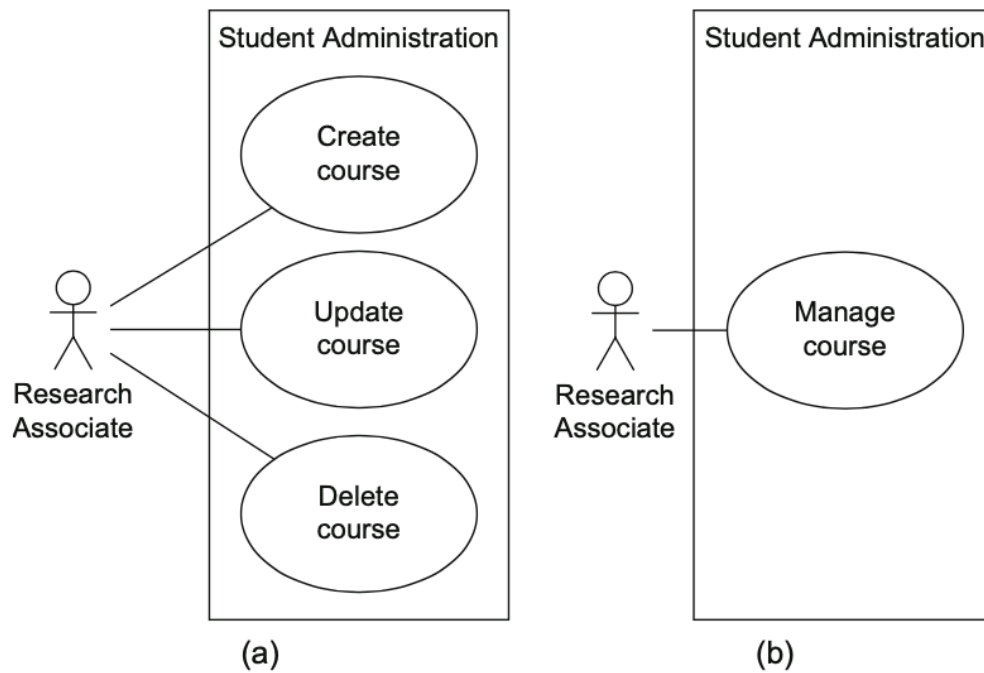 Student Administration
Create
course
Update
course
Delete
course
Research
Associate
(a)
Student Administration
Manage
course
Research
Associate
(b)